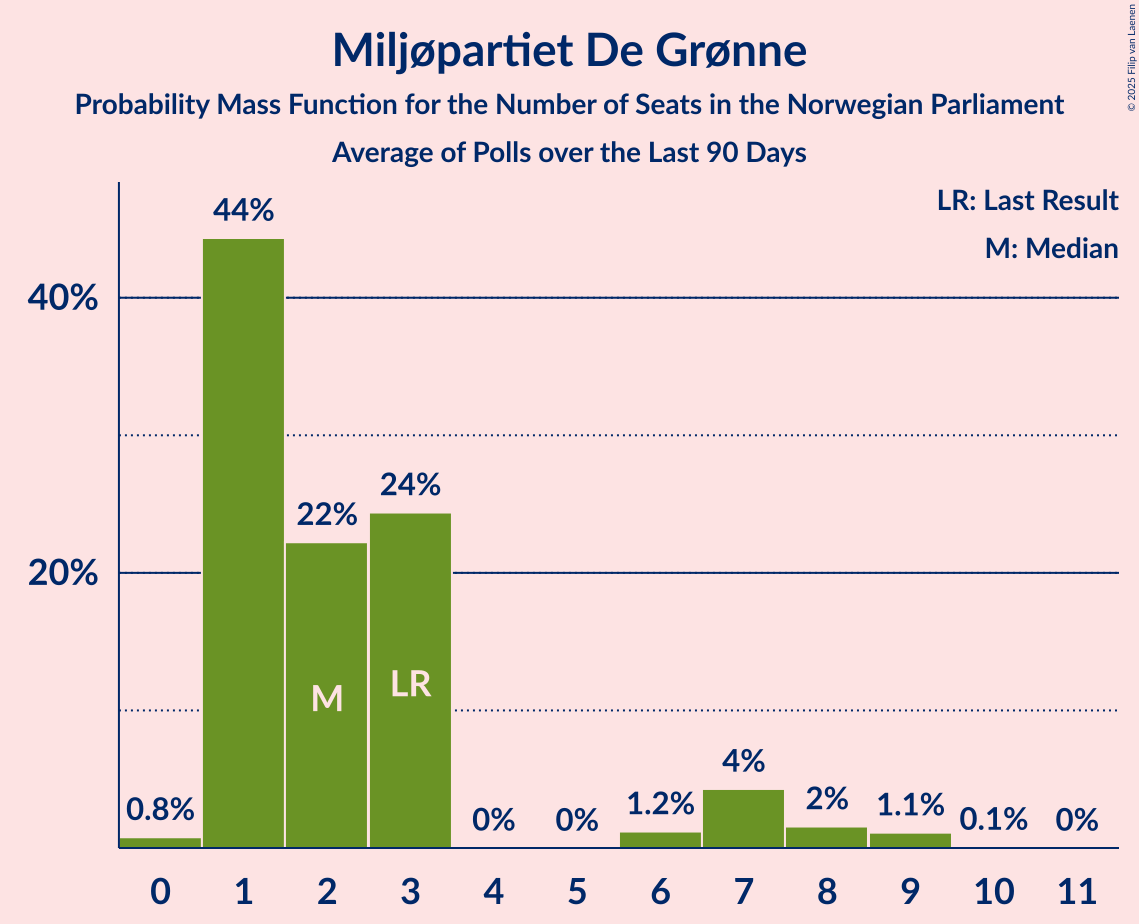 Miljøpartiet De Grønne
Probability Mass Function for the Number of Seats in the Norwegian Parliament
Average of Polls over the Last 90 Days
© 2025 Filip van Laenen
LR: Last Result
M: Median
44%
40%
24%
22%
20%
M
LR
4%
0.8%
0%
0%
1.2%
2%
1.1%
0.1%
0%
0 1 2 3 4 5 6 7 8 9 10 11